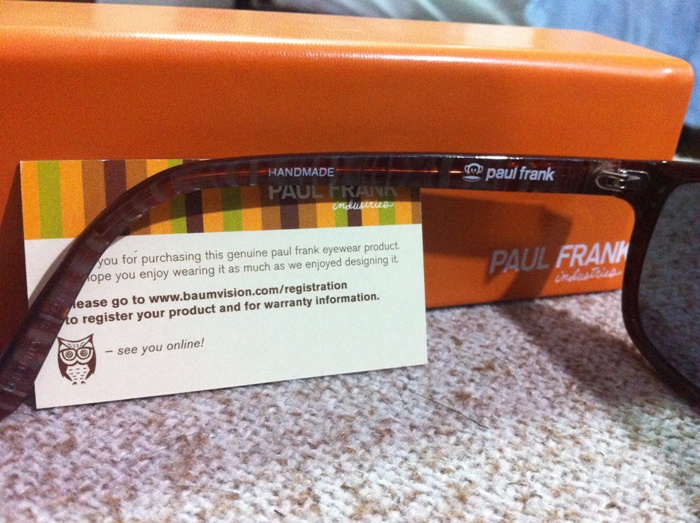 HANDMADE
paul frank
PAUL FRANK
industries
PAUL FRANK
industries
you for purchasing this genuine paul frank eyewear product.
hope you enjoy wearing it as much as we enjoyed designing it.
please go to www.baumvision.com/registration
to register your product and for warranty information.
– see you online!